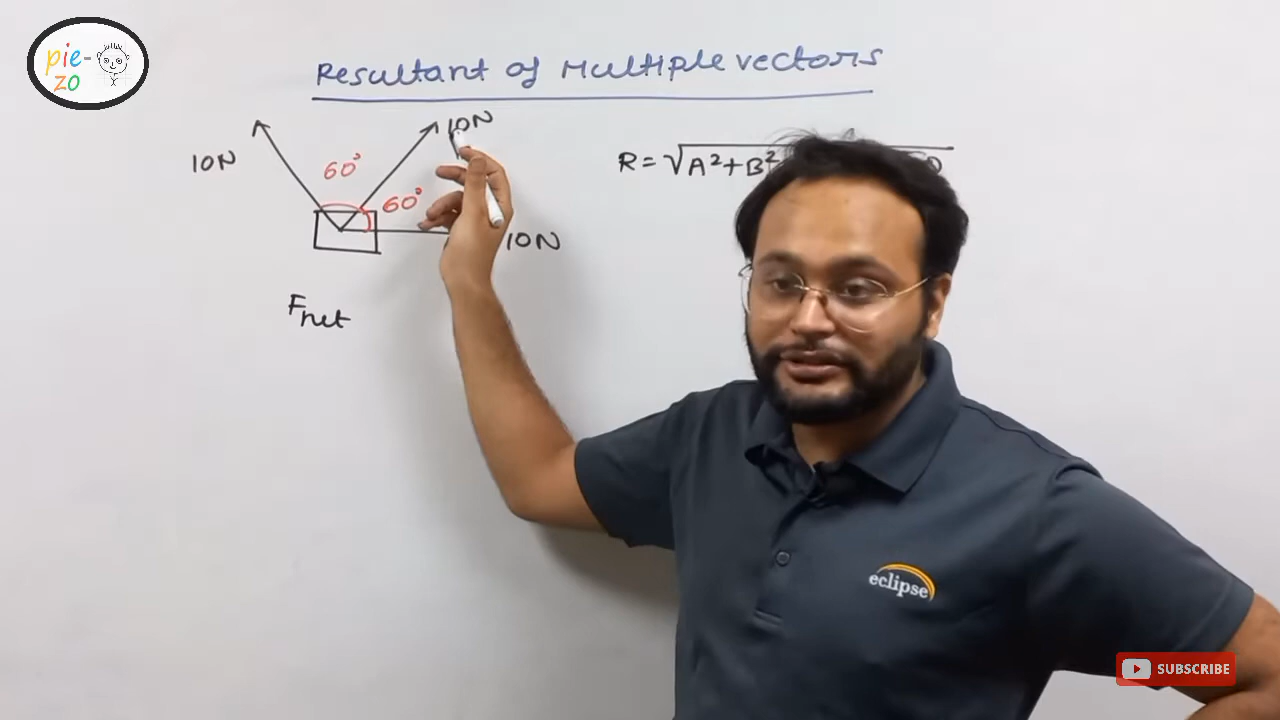 pie-
zo
Resultant of Multiple vectors
10N
10N
60°
60°
10N
R = √A²+B²
Fnet
eclipse
SUBSCRIBE